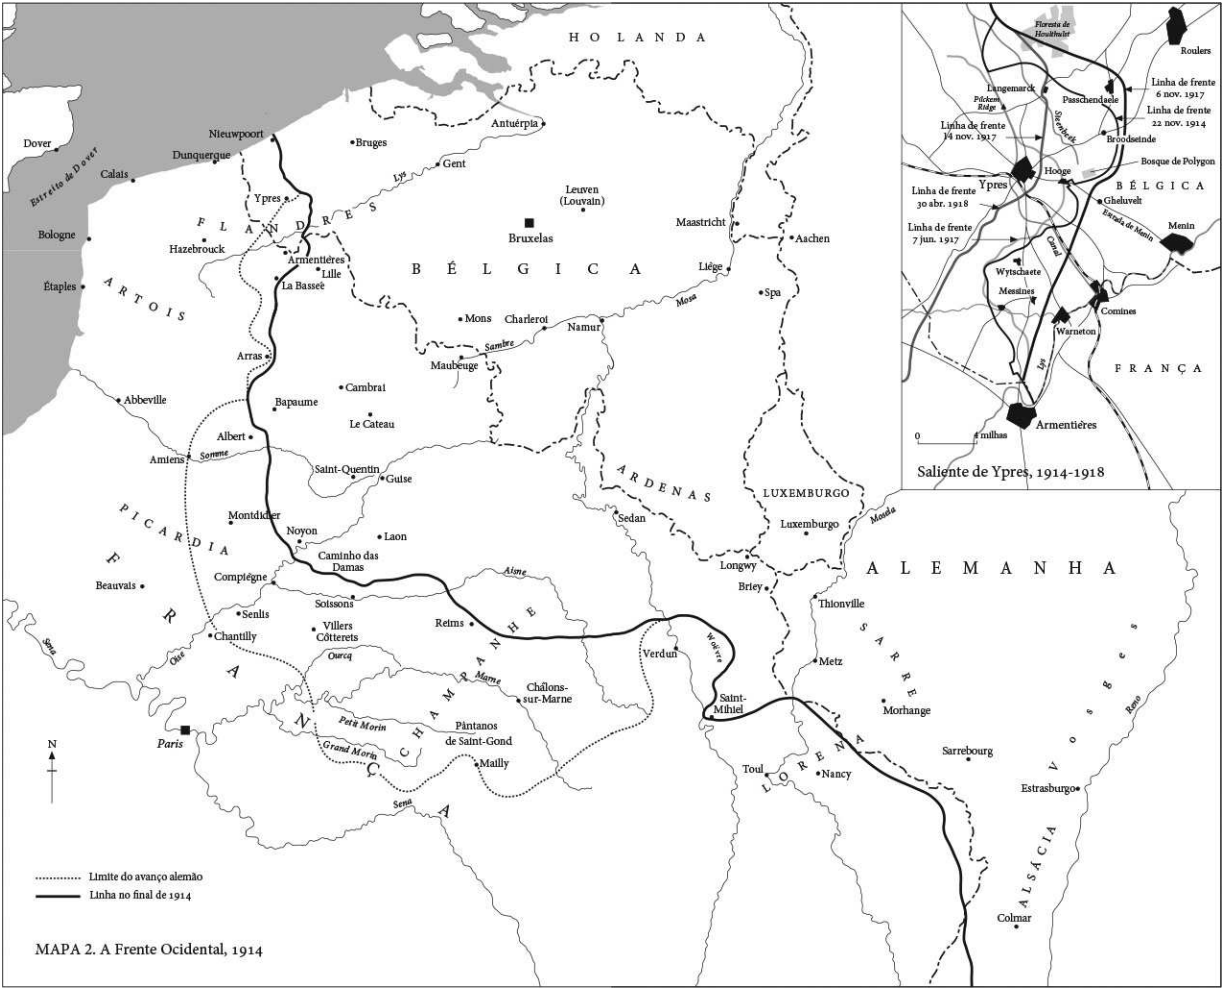 HOLANDA
Dover
Estreito de Dover
Calais
Dunquerque
Nieuwpoort
Bruges
Antuérpia
Gent
Lys
Ypres
FLANDRES
Leuven
(Louvain)
Bruxelas
Maastricht
Aachen
Bologne
Hazebrouck
Armentières
Lille
La Bassée
BÉLGICA
Liège
Mosa
Spa
Étaples
ARTOIS
Mons
Charleroi
Namur
Sambre
Maubeuge
Arras
Cambrai
Bapaume
Le Cateau
Abbeville
Albert
Amiens
Somme
Saint-Quentin
Guise
ARDENAS
LUXEMBURGO
Luxemburgo
Mosela
PICARDIA
Montdidier
Noyon
Laon
Sedan
Longwy
ALEMANHA
FRANÇA
Beauvais
Compiègne
Caminho das
Damas
Aisne
Briey
Soissons
Thionville
Senlis
Villers
Côtterets
Reims
Chantilly
Oise
Sena
Ourcq
CHAMPANHE
Verdun
Woëvre
Metz
SARRE
Marne
Châlons-
sur-Marne
Saint-
Mihiel
Morhange
Vosges
Reno
Paris
Petit Morin
Grand Morin
Pântanos
de Saint-Gond
Mailly
Toul
Nancy
LORENA
Sarrebourg
Estrasburgo
Sena
ALSÁCIA
Colmar
N
Limite do avanço alemão
Linha no final de 1914
MAPA 2. A Frente Ocidental, 1914
Floresta de
Houlthulst
Roulers
Langemarck
Pilckem
Ridge
Passchendaele
Linha de frente
6 nov. 1917
Linha de frente
22 nov. 1914
Linha de frente
14 nov. 1917
Steenbeek
Broodseinde
Ypres
Hooge
Bosque de Polygon
BÉLGICA
Linha de frente
30 abr. 1918
Gheluvelt
Estrada de Menin
Menin
Linha de frente
7 jun. 1917
Canal
Wytschaete
Messines
Comines
Warneton
Lys
FRANÇA
Armentières
0
4 milhas
Saliente de Ypres, 1914-1918